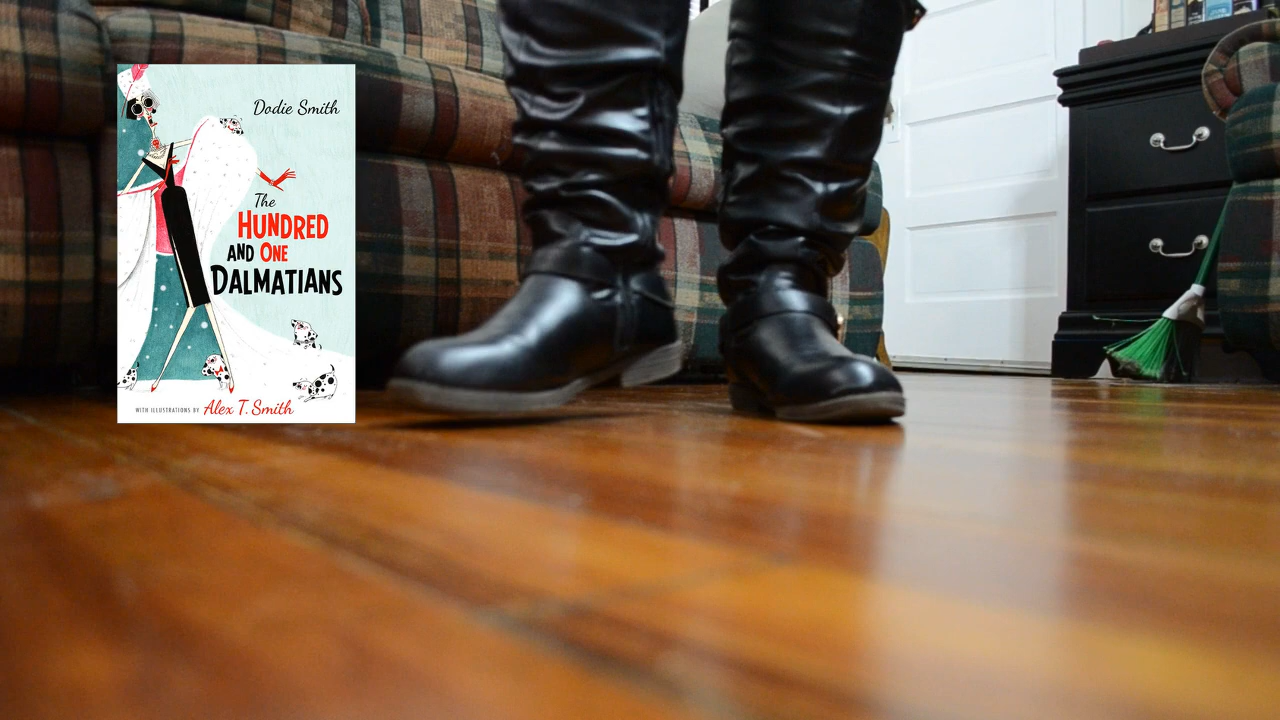 Dodie Smith
The
HUNDRED
AND ONE
DALMATIANS
WITH ILLUSTRATIONS BY Alex T. Smith